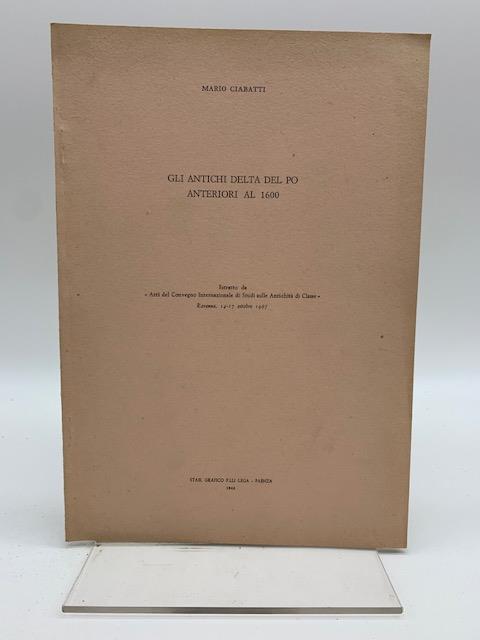 MARIO CIABATTI
GLI ANTICHI DELTA DEL PO
ANTERIORI AL 1600
Estratto da
« Atti del Convegno Internazionale di Studi sulle Antichità di Classe »
Ravenna, 14-17 ottobre 1967
STAB. GRAFICO F.LLI LEGA - FAENZA
1968